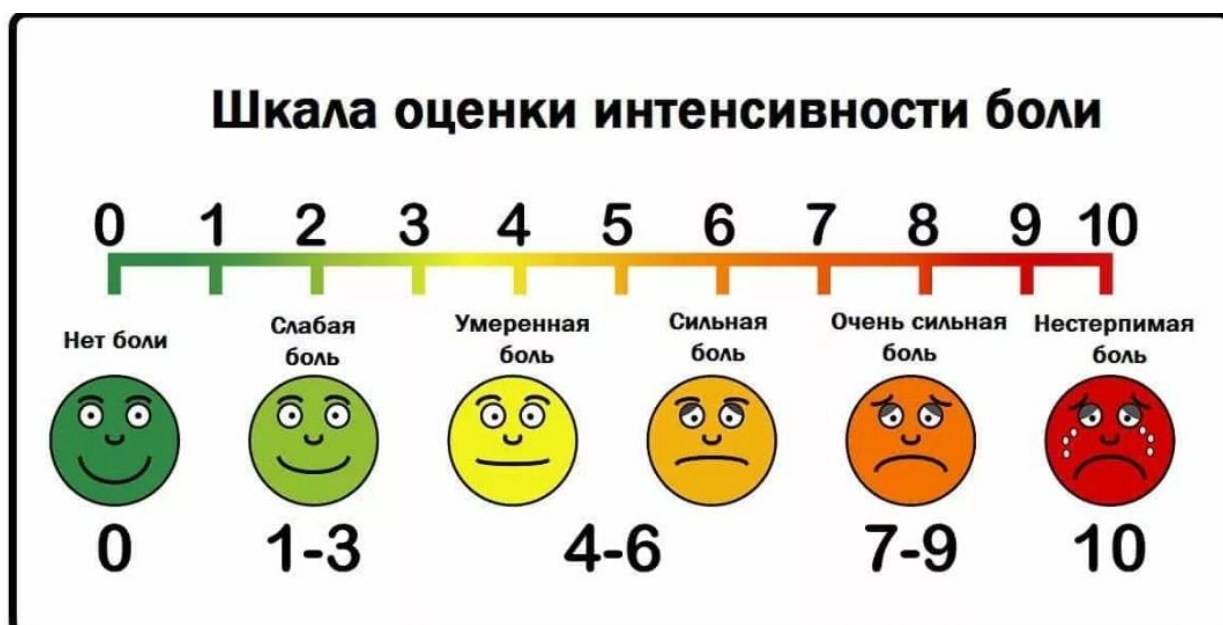 Шкала оценки интенсивности боли
0 1 2 3 4 5 6 7 8 9 10
Нет боли
Слабая
боль
Умеренная
боль
Сильная
боль
Очень сильная
боль
Нестерпимая
боль
0 1-3 4-6 7-9 10